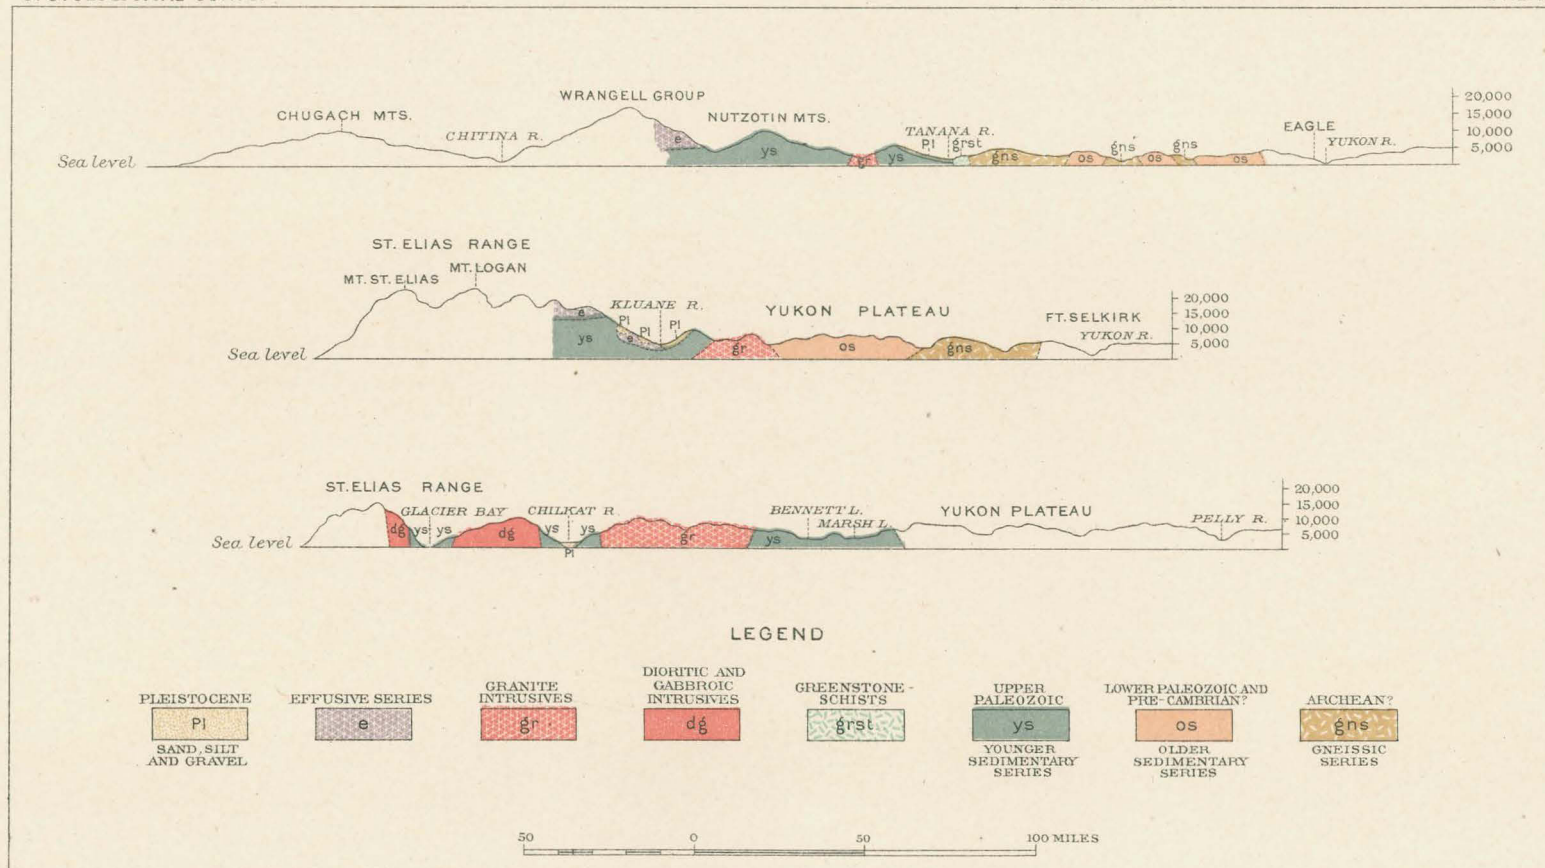 WRANGELL GROUP
CHUGACH MTS.
NUTZOTIN MTS.
CHITINA R.
TANANA R.
EAGLE
YUKON R.
Pl
grst
gns
gns
e
ys
gr
ys
gns
os
os
os
Sea level
20,000
15,000
10,000
5,000
ST. ELIAS RANGE
MT. ST. ELIAS
MT. LOGAN
KLUANE R.
YUKON PLATEAU
FT. SELKIRK
YUKON R.
e
Pl
Pl
Pl
ys
e
gr
os
gns
Sea level
20,000
15,000
10,000
5,000
ST. ELIAS RANGE
GLACIER BAY
CHILKAT R.
BENNETT L.
MARSH L.
YUKON PLATEAU
PELLY R.
dg
ys
ys
dg
ys
ys
Pl
gr
ys
Sea level
20,000
15,000
10,000
5,000
LEGEND
PLEISTOCENE
Pl
SAND, SILT
AND GRAVEL
EFFUSIVE SERIES
e
GRANITE
INTRUSIVES
gr
DIORITIC AND
GABBROIC
INTRUSIVES
dg
GREENSTONE-
SCHISTS
grst
UPPER
PALEOZOIC
ys
YOUNGER
SEDIMENTARY
SERIES
LOWER PALEOZOIC AND
PRE-CAMBRIAN?
os
OLDER
SEDIMENTARY
SERIES
ARCHEAN?
gns
GNEISSIC
SERIES
50 0 50 100 MILES